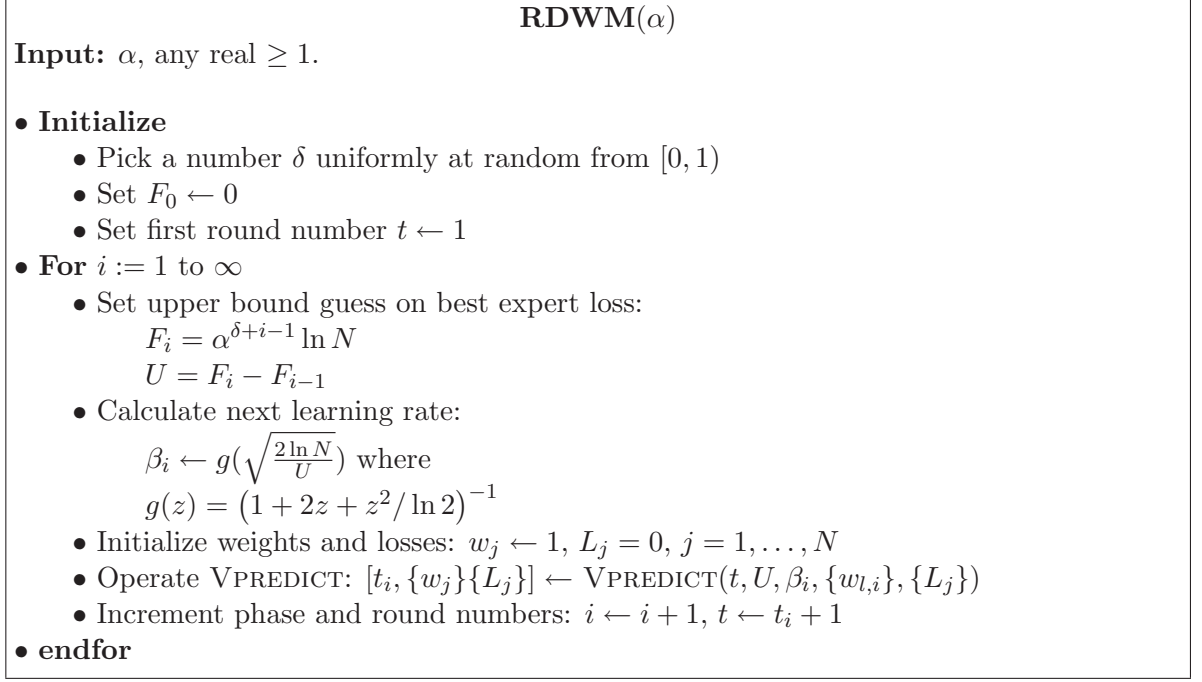 RDWM(α)
Input: α, any real ≥ 1.
• Initialize
• Pick a number δ uniformly at random from [0, 1)
• Set F₀ ← 0
• Set first round number t ← 1
• For i := 1 to ∞
• Set upper bound guess on best expert loss:
Fᵢ = α^{δ+i−1} ln N
U = Fᵢ − Fᵢ₋₁
• Calculate next learning rate:
βᵢ ← g(√(2 ln N / U)) where
g(z) = (1 + 2z + z²/ ln 2)⁻¹
• Initialize weights and losses: wⱼ ← 1, Lⱼ = 0, j = 1, . . . , N
• Operate VPREDICT: [tᵢ, {wⱼ}{Lⱼ}] ← VPREDICT(t, U, βᵢ, {w_{l,i}}, {Lⱼ})
• Increment phase and round numbers: i ← i + 1, t ← tᵢ + 1
• endfor